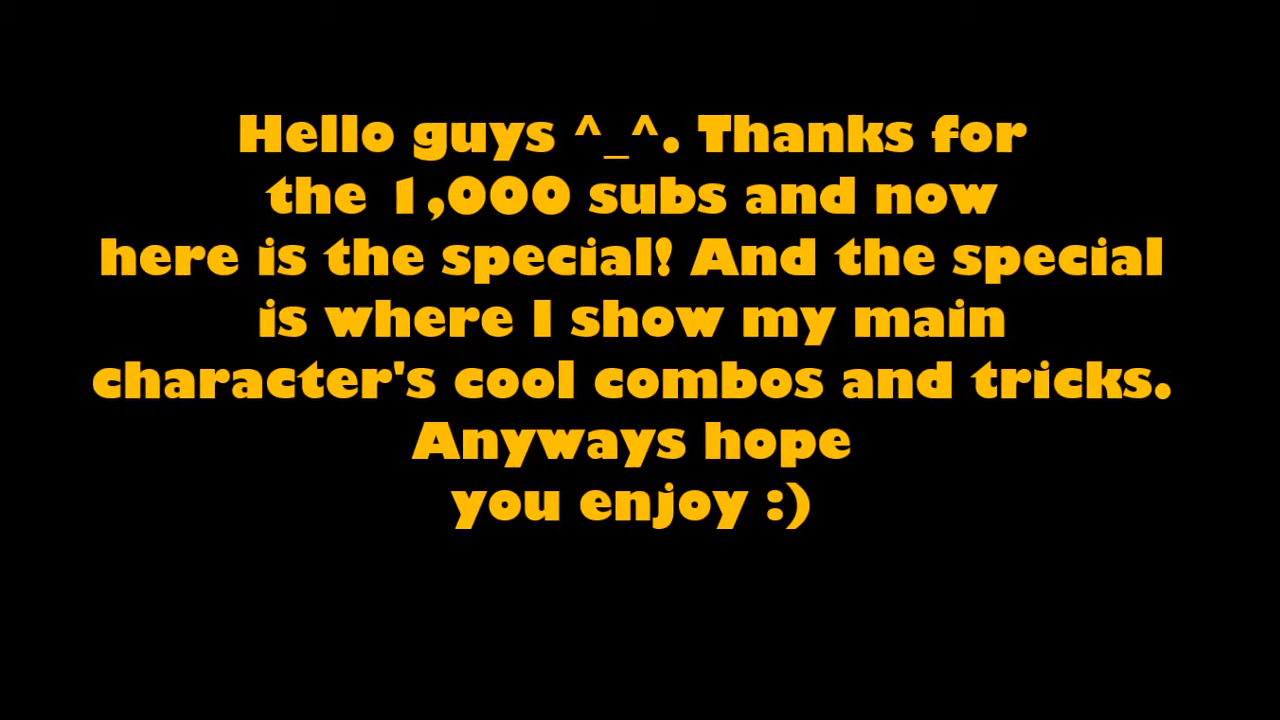 Hello guys ^_^. Thanks for
the 1,000 subs and now
here is the special! And the special
is where I show my main
character's cool combos and tricks.
Anyways hope
you enjoy :)